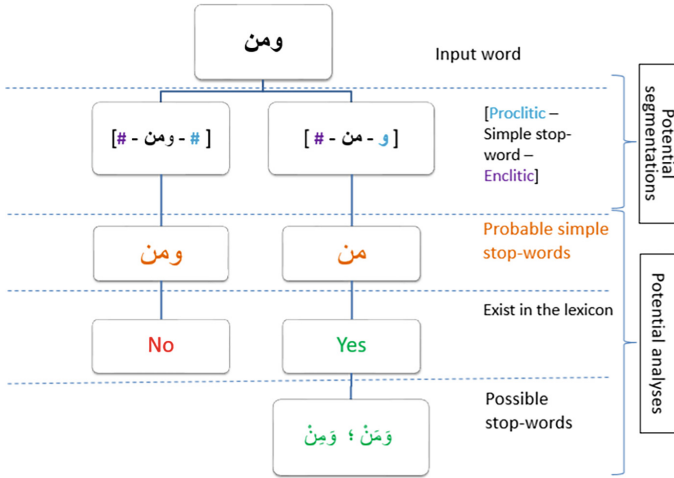 ومن
Input word
[# - ومن - #]
[و - من - #]
[Proclitic –
Simple stop-
word –
Enclitic]
Potential
segmentations
ومن
من
Probable simple
stop-words
No
Yes
Exist in the lexicon
Potential analyses
وَمَنْ ؛ وَمِنْ
Possible
stop-words